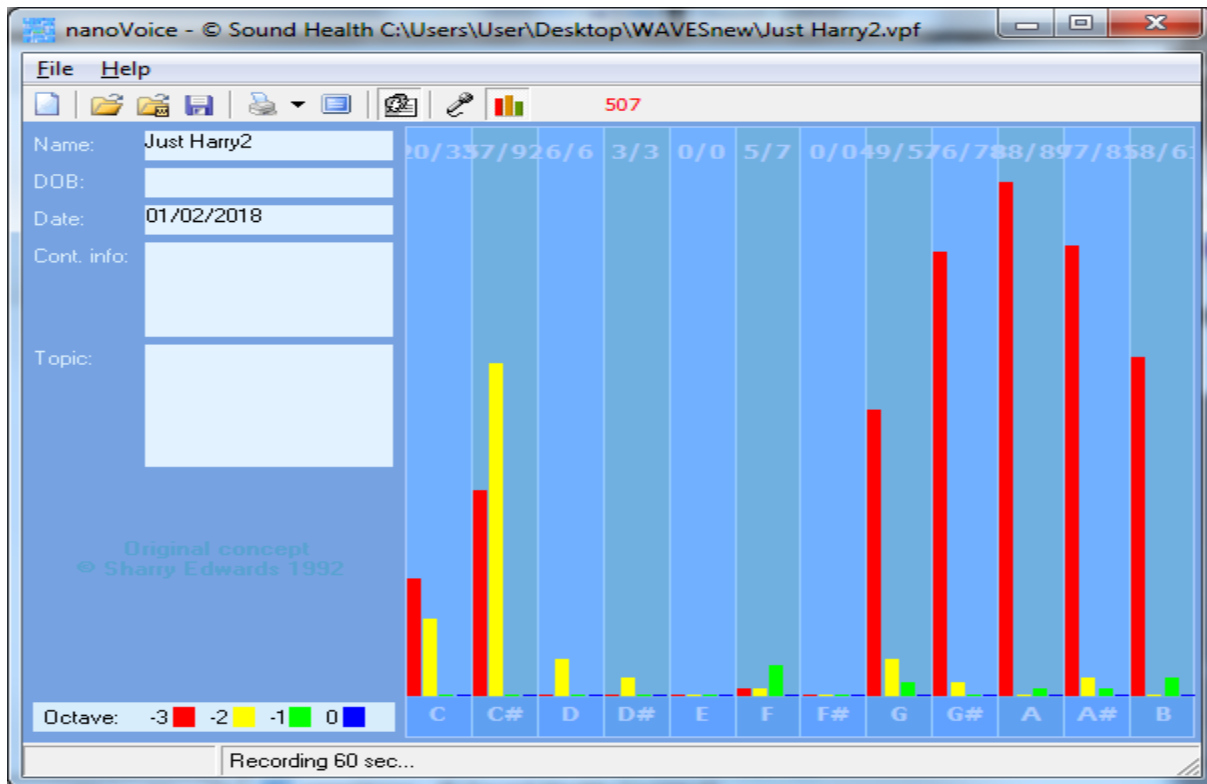 nanoVoice - © Sound Health C:\Users\User\Desktop\WAVESnew\Just Harry2.vpf
File Help
507
Name: Just Harry2
DOB:
Date: 01/02/2018
Cont. info:
Topic:
6/6 3/3 0/0 5/7
Original concept
© Sharry Edwards 1992
Octave: -3 -2 -1 0
C C# D D# E F F# G G# A A# B
Recording 60 sec...